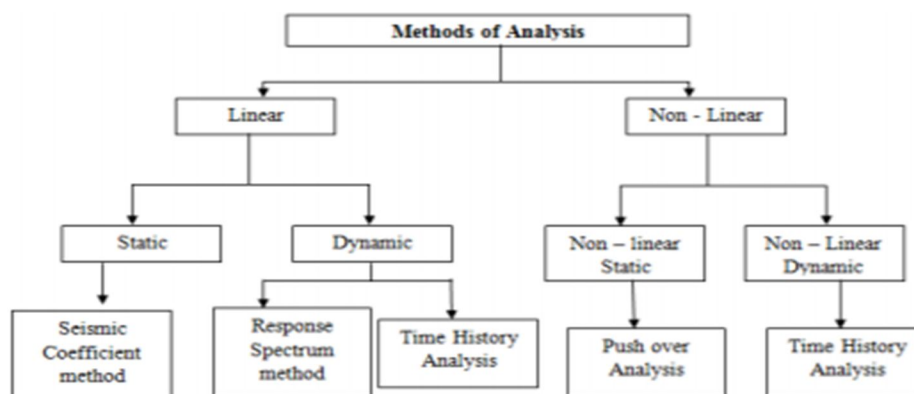 Methods of Analysis
Linear
Non - Linear
Static
Dynamic
Non – linear
Static
Non – Linear
Dynamic
Seismic
Coefficient
method
Response
Spectrum
method
Time History
Analysis
Push over
Analysis
Time History
Analysis